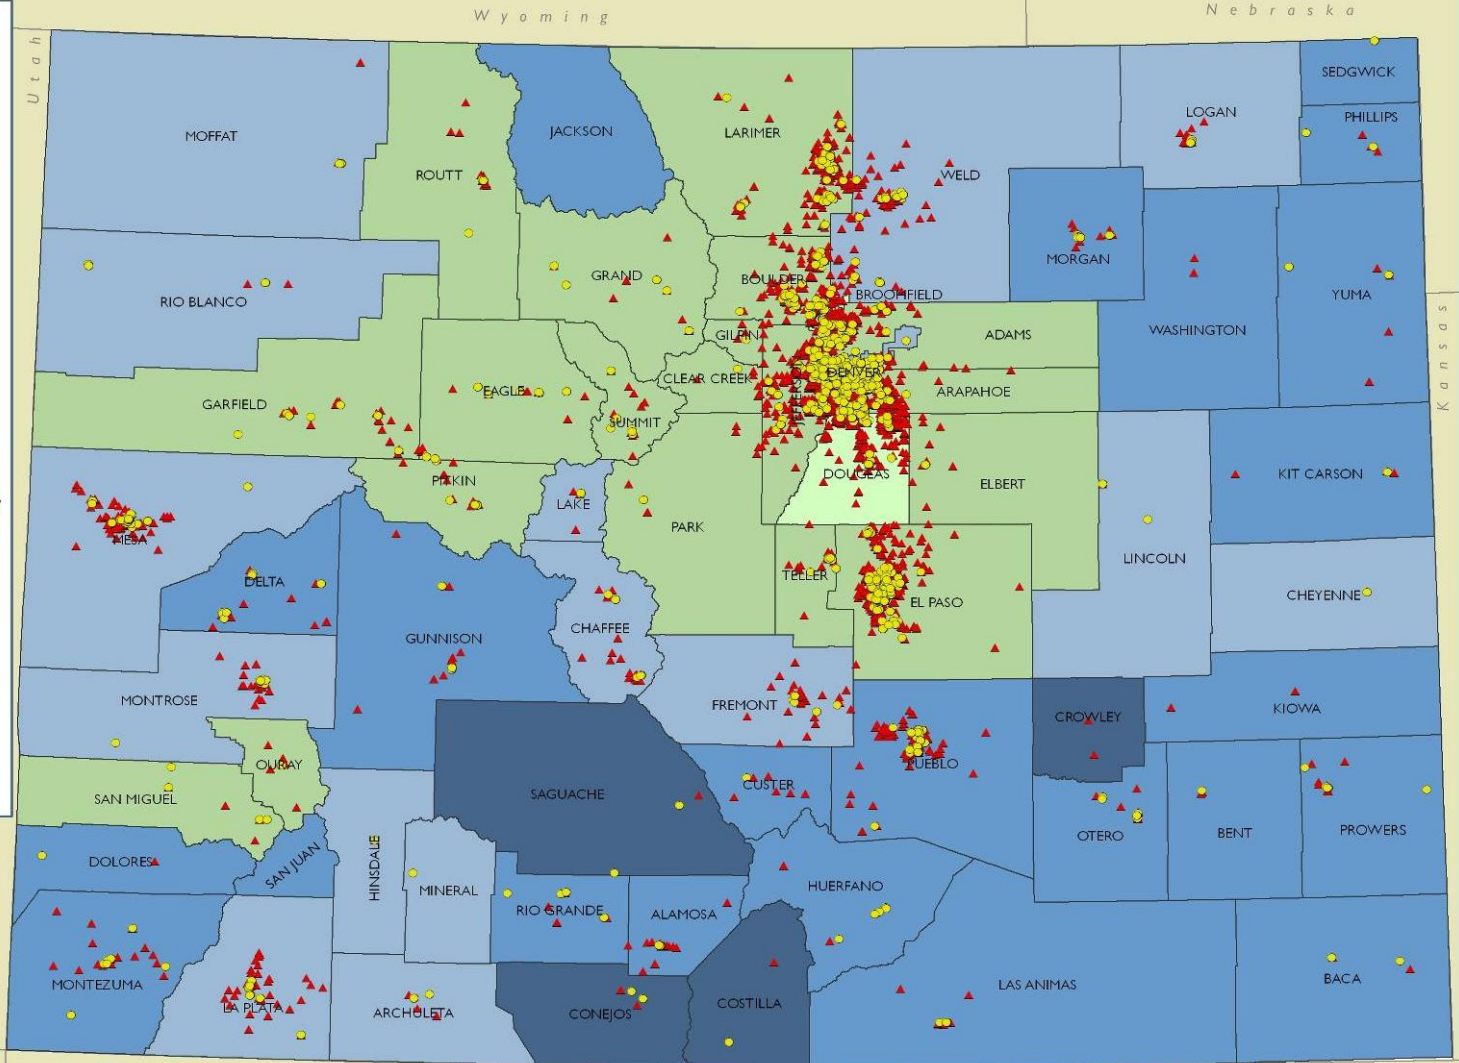 Wyoming
Nebraska
Utah
SEDGWICK
LOGAN
PHILLIPS
MOFFAT
JACKSON
LARIMER
ROUTT
WELD
MORGAN
GRAND
BOULDER
RIO BLANCO
BROOMFIELD
YUMA
WASHINGTON
Kansas
GILPIN
ADAMS
CLEAR CREEK
DENVER
EAGLE
ARAPAHOE
GARFIELD
JEFFERSON
SUMMIT
DOUGLAS
KIT CARSON
PITKIN
ELBERT
LAKE
PARK
MESA
LINCOLN
TELLER
DELTA
CHEYENNE
EL PASO
CHAFFEE
GUNNISON
MONTROSE
FREMONT
KIOWA
CROWLEY
OURAY
PUEBLO
CUSTER
SAGUACHE
SAN MIGUEL
PROWERS
BENT
OTERO
DOLORES
SAN JUAN
HINSDALE
MINERAL
HUERFANO
RIO GRANDE
ALAMOSA
BACA
MONTEZUMA
LAS ANIMAS
COSTILLA
LA PLATA
ARCHULETA
CONEJOS